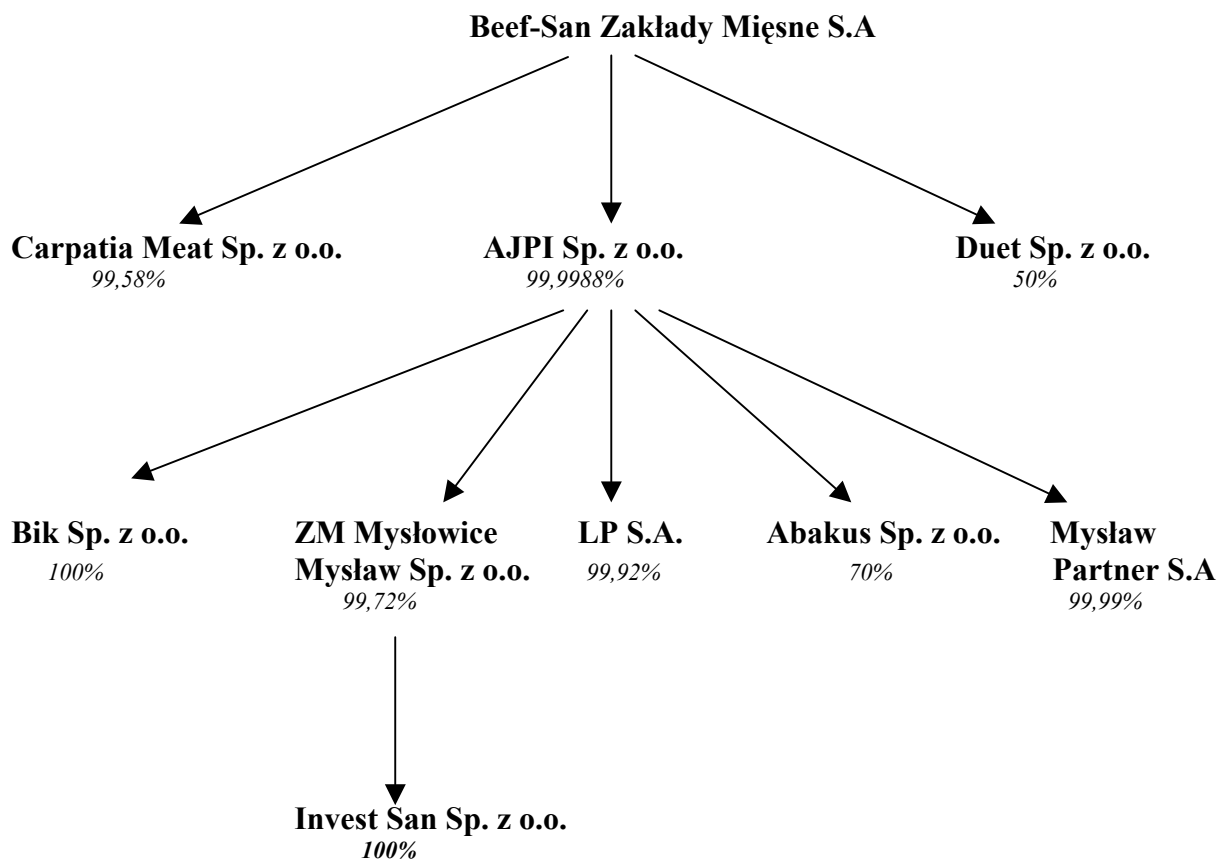 Beef-San Zakłady Mięsne S.A
Carpatia Meat Sp. z o.o.
99,58%
AJPI Sp. z o.o.
99,9988%
Duet Sp. z o.o.
50%
Bik Sp. z o.o.
100%
ZM Mysłowice
Mysław Sp. z o.o.
99,72%
LP S.A.
99,92%
Abakus Sp. z o.o.
70%
Mysław
Partner S.A
99,99%
Invest San Sp. z o.o.
100%